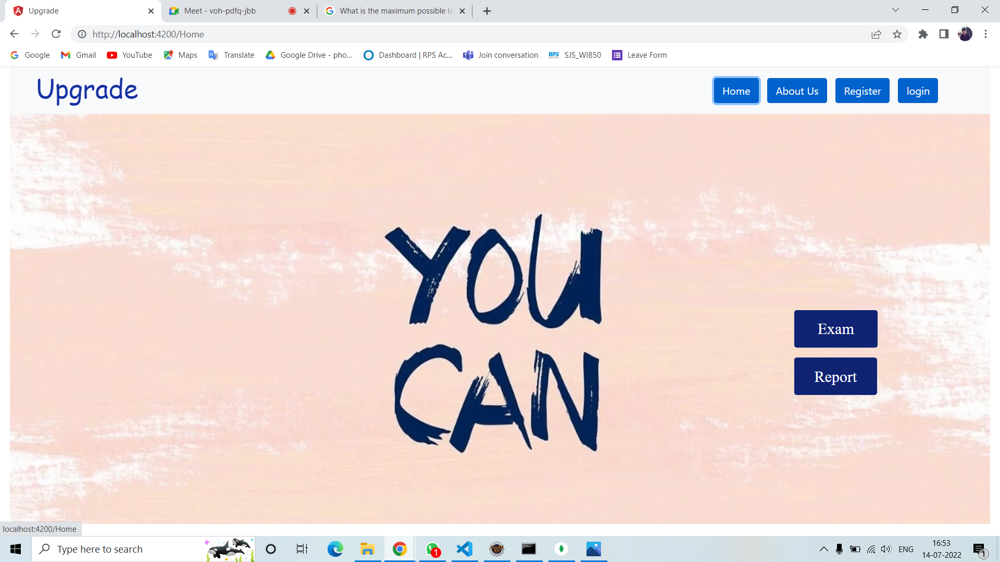 Upgrade
Meet - voh-pdfq-jbb
What is the maximum possible le
http://localhost:4200/Home
Google
Gmail
YouTube
Maps
Translate
Google Drive - pho...
Dashboard | RPS Ac...
Join conversation
RPS
SJS_WIB50
Leave Form
Upgrade
Home
About Us
Register
login
YOU
CAN
Exam
Report
localhost:4200/Home
Type here to search
1
ENG
16:53
14-07-2022
1